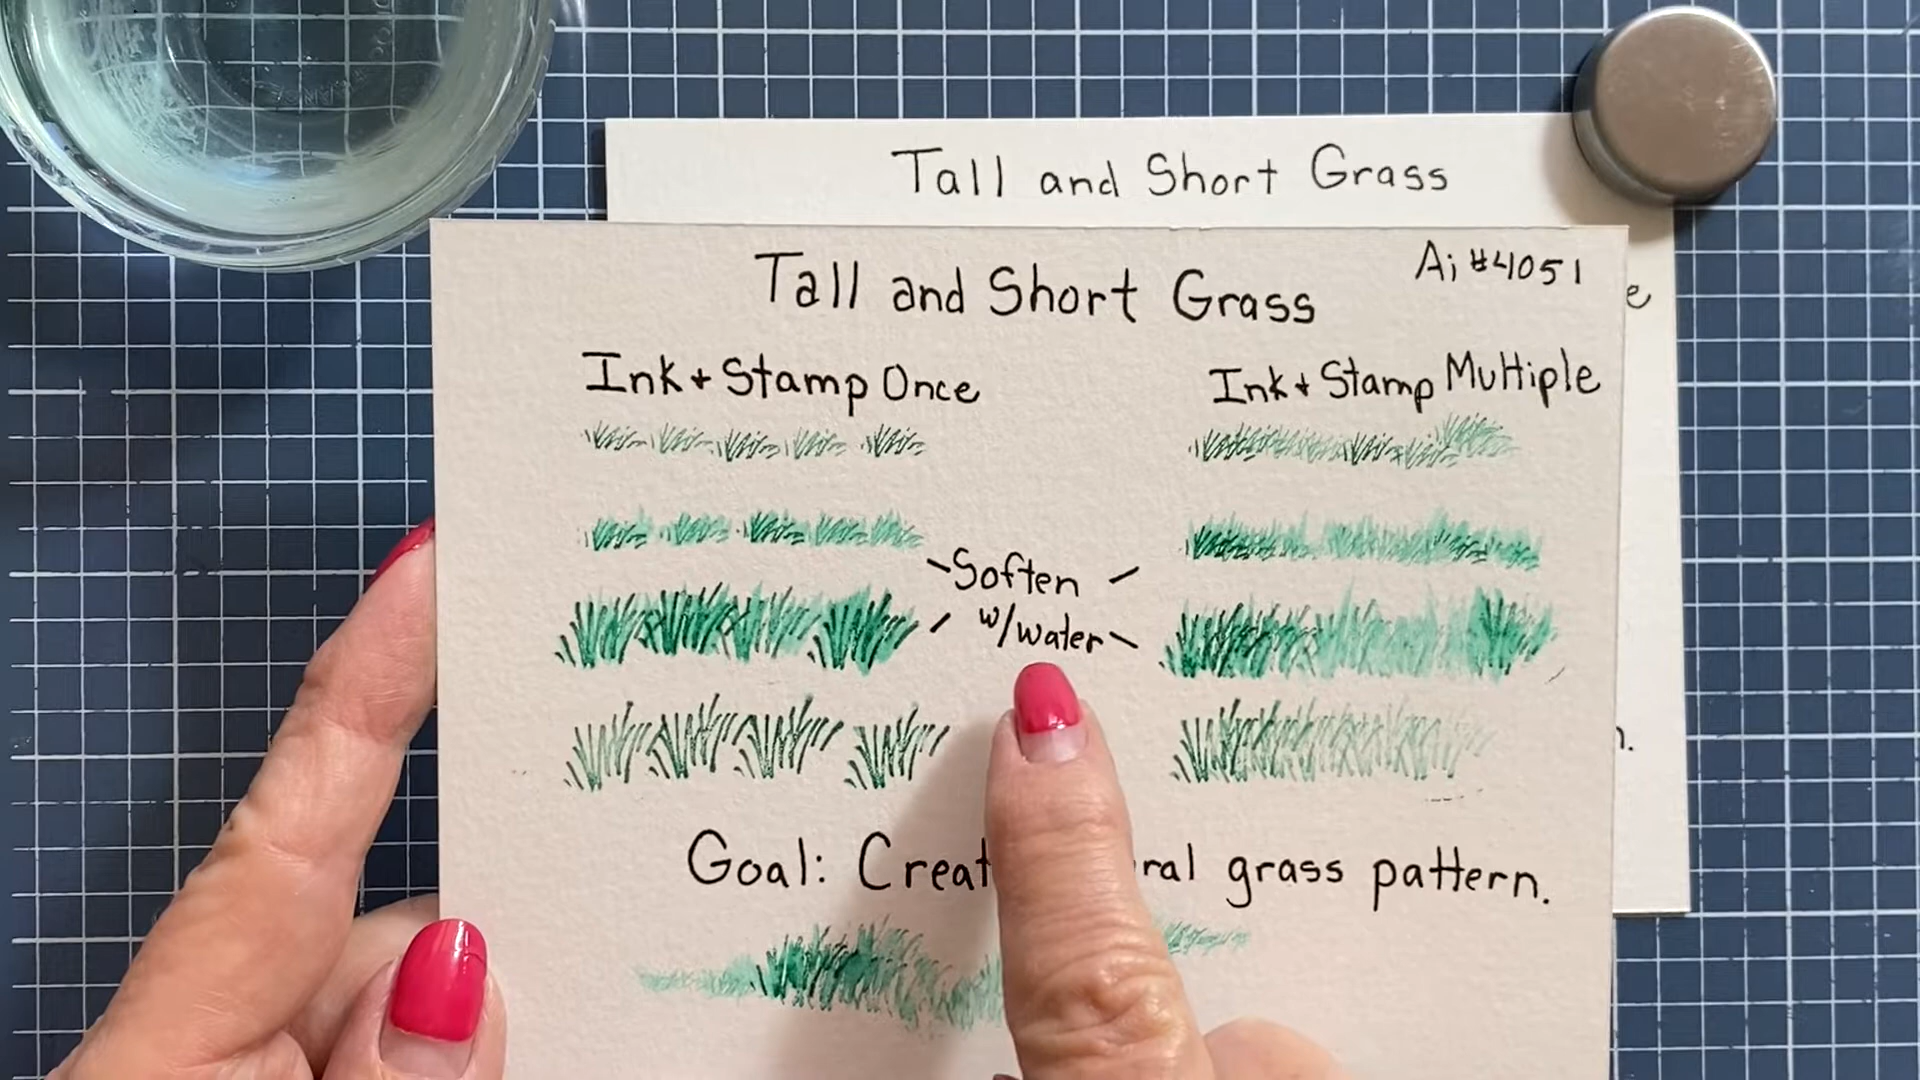 Tall and Short Grass
Tall and Short Grass
Ai #4051
Ink + Stamp Once
Ink + Stamp Multiple
Soften
w/water
Goal: Creat ral grass pattern.